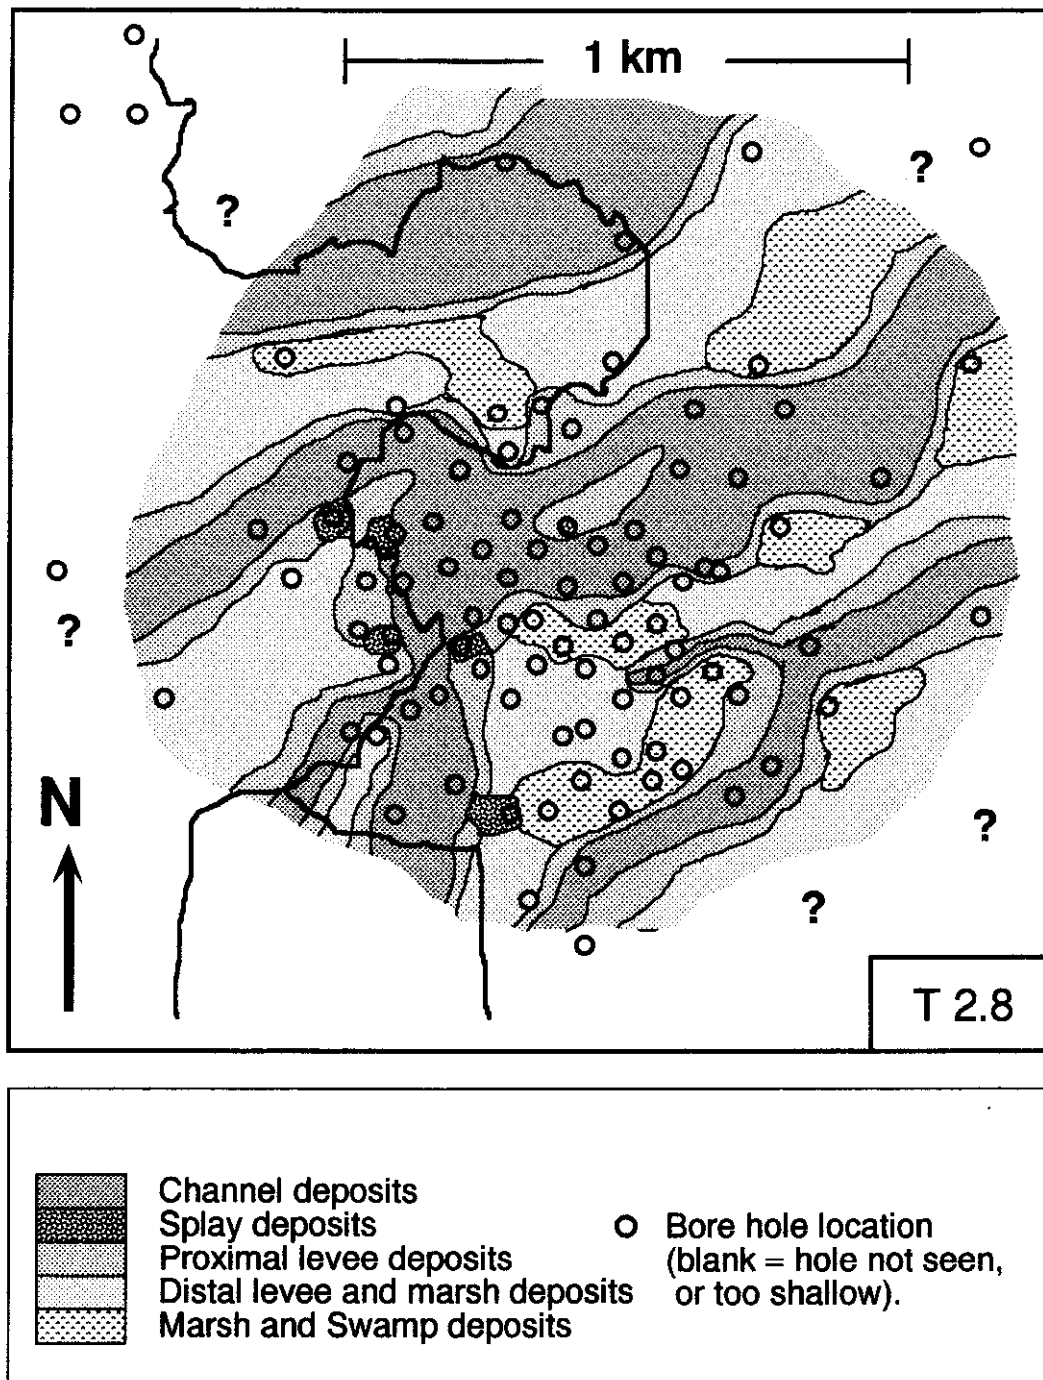 1 km
?
?
?
N
?
?
T 2.8
Channel deposits
Splay deposits
Proximal levee deposits
Distal levee and marsh deposits
Marsh and Swamp deposits
Bore hole location
(blank = hole not seen,
or too shallow).